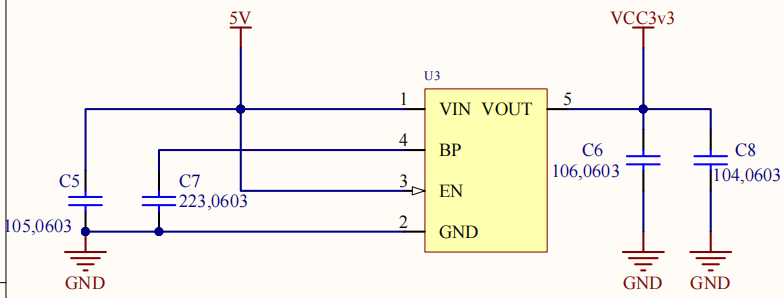 5V
VCC3v3
U3
1
VIN
VOUT
5
4
BP
C5
C7
223,0603
3
EN
C6
106,0603
C8
104,0603
105,0603
2
GND
GND
GND
GND